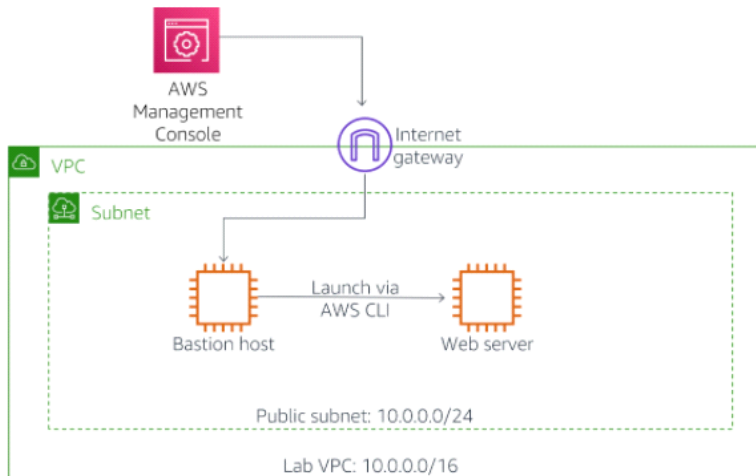 AWS
Management
Console
Internet
gateway
VPC
Subnet
Launch via
AWS CLI
Bastion host
Web server
Public subnet: 10.0.0.0/24
Lab VPC: 10.0.0.0/16